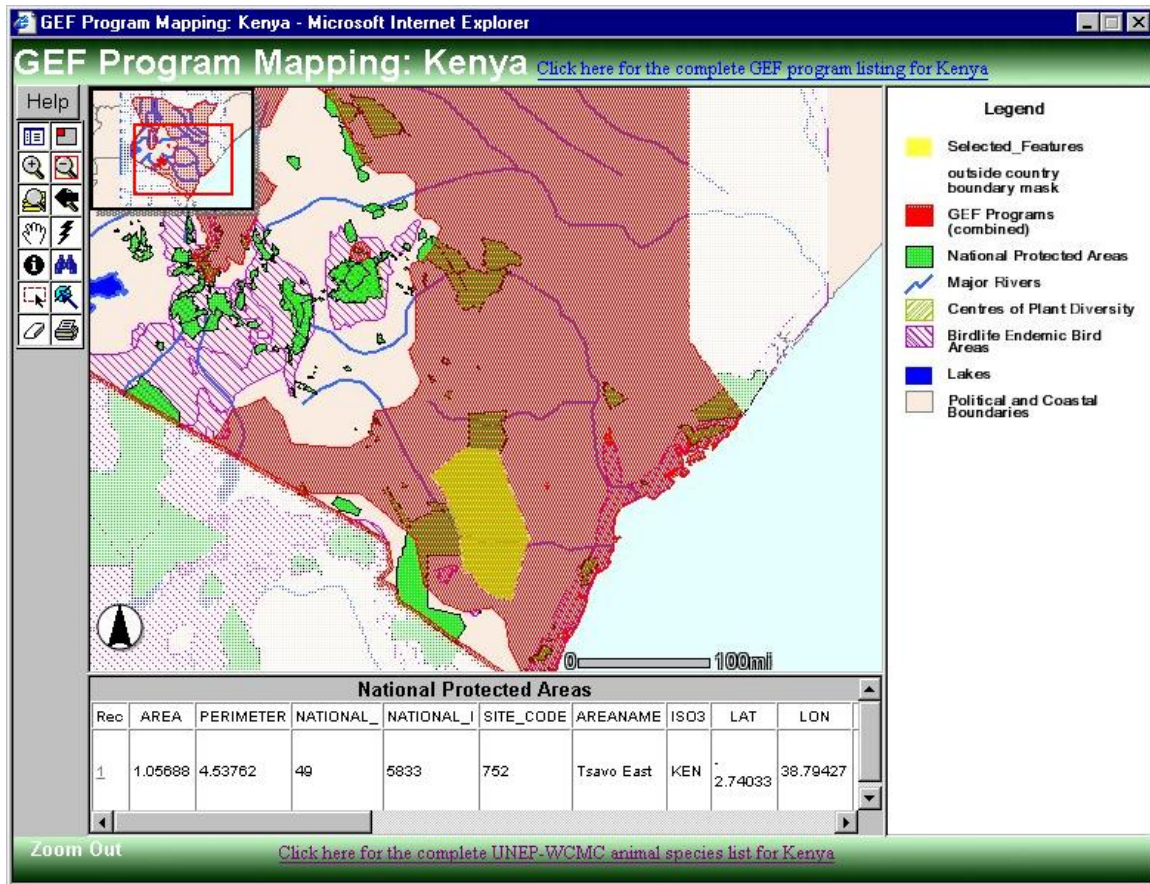 GEF Program Mapping: Kenya - Microsoft Internet Explorer
GEF Program Mapping: Kenya Click here for the complete GEF program listing for Kenya
Help
Legend
Selected_Features
outside country
boundary mask
GEF Programs
(combined)
National Protected Areas
Major Rivers
Centres of Plant Diversity
Birdlife Endemic Bird
Areas
Lakes
Political and Coastal
Boundaries
0 100mi
National Protected Areas
Rec AREA PERIMETER NATIONAL_ NATIONAL_I SITE_CODE AREANAME ISO3 LAT LON
1 1.05688 4.53762 49 5833 752 Tsavo East KEN -2.74033 38.79427
Zoom Out
Click here for the complete UNEP-WCMC animal species list for Kenya